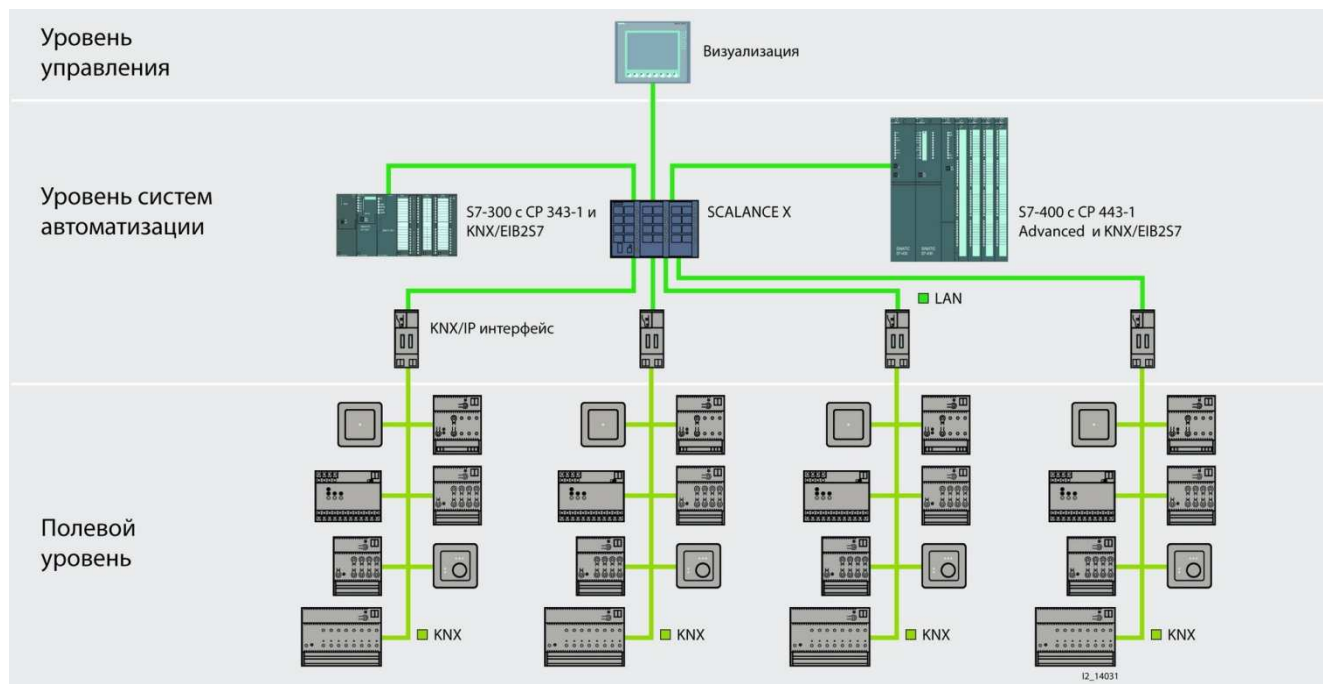 Уровень
управления
Визуализация
Уровень систем
автоматизации
S7-300 с CP 343-1 и
KNX/EIB2S7
SCALANCE X
S7-400 с CP 443-1
Advanced и KNX/EIB2S7
LAN
KNX/IP интерфейс
Полевой
уровень
KNX
KNX
KNX
KNX
I2_14031